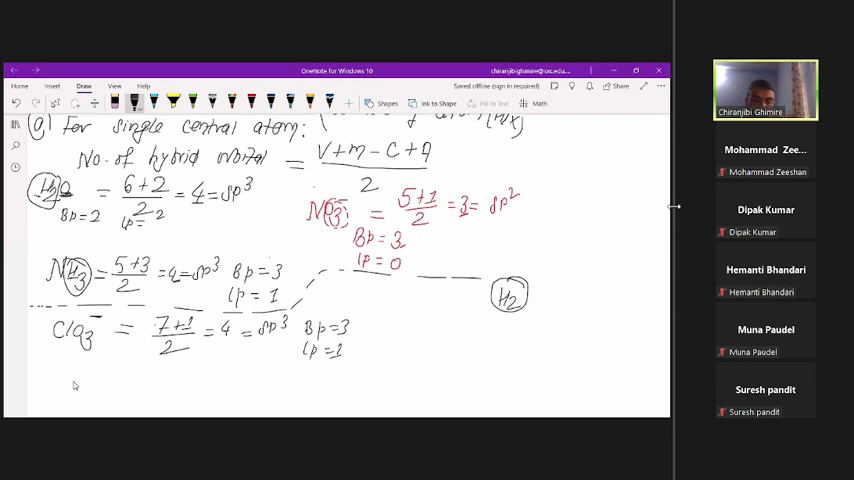 OneNote for Windows 10
chiranjibighimire@sxc.edu...
Home Insert Draw View Help
Saved offline (sign in required) Share
Shapes Ink to Shape Ink to Text Math
For single central atom:
No. of hybrid orbital = V+M-C+A / 2
H2O = 6+2 / 2 = 4 = sp3
Bp=2 lp=2
NO3- = 5+1 / 2 = 3 = sp2
Bp = 3
lp = 0
NH3 = 5+3 / 2 = 4 = sp3 Bp = 3
lp = 1
H2
ClO3- = 7+1 / 2 = 4 = sp3 Bp=3
lp=1
Chiranjibi Ghimire
Mohammad Zee...
Mohammad Zeeshan
Dipak Kumar
Dipak Kumar
Hemanti Bhandari
Hemanti Bhandari
Muna Paudel
Muna Paudel
Suresh pandit
Suresh pandit